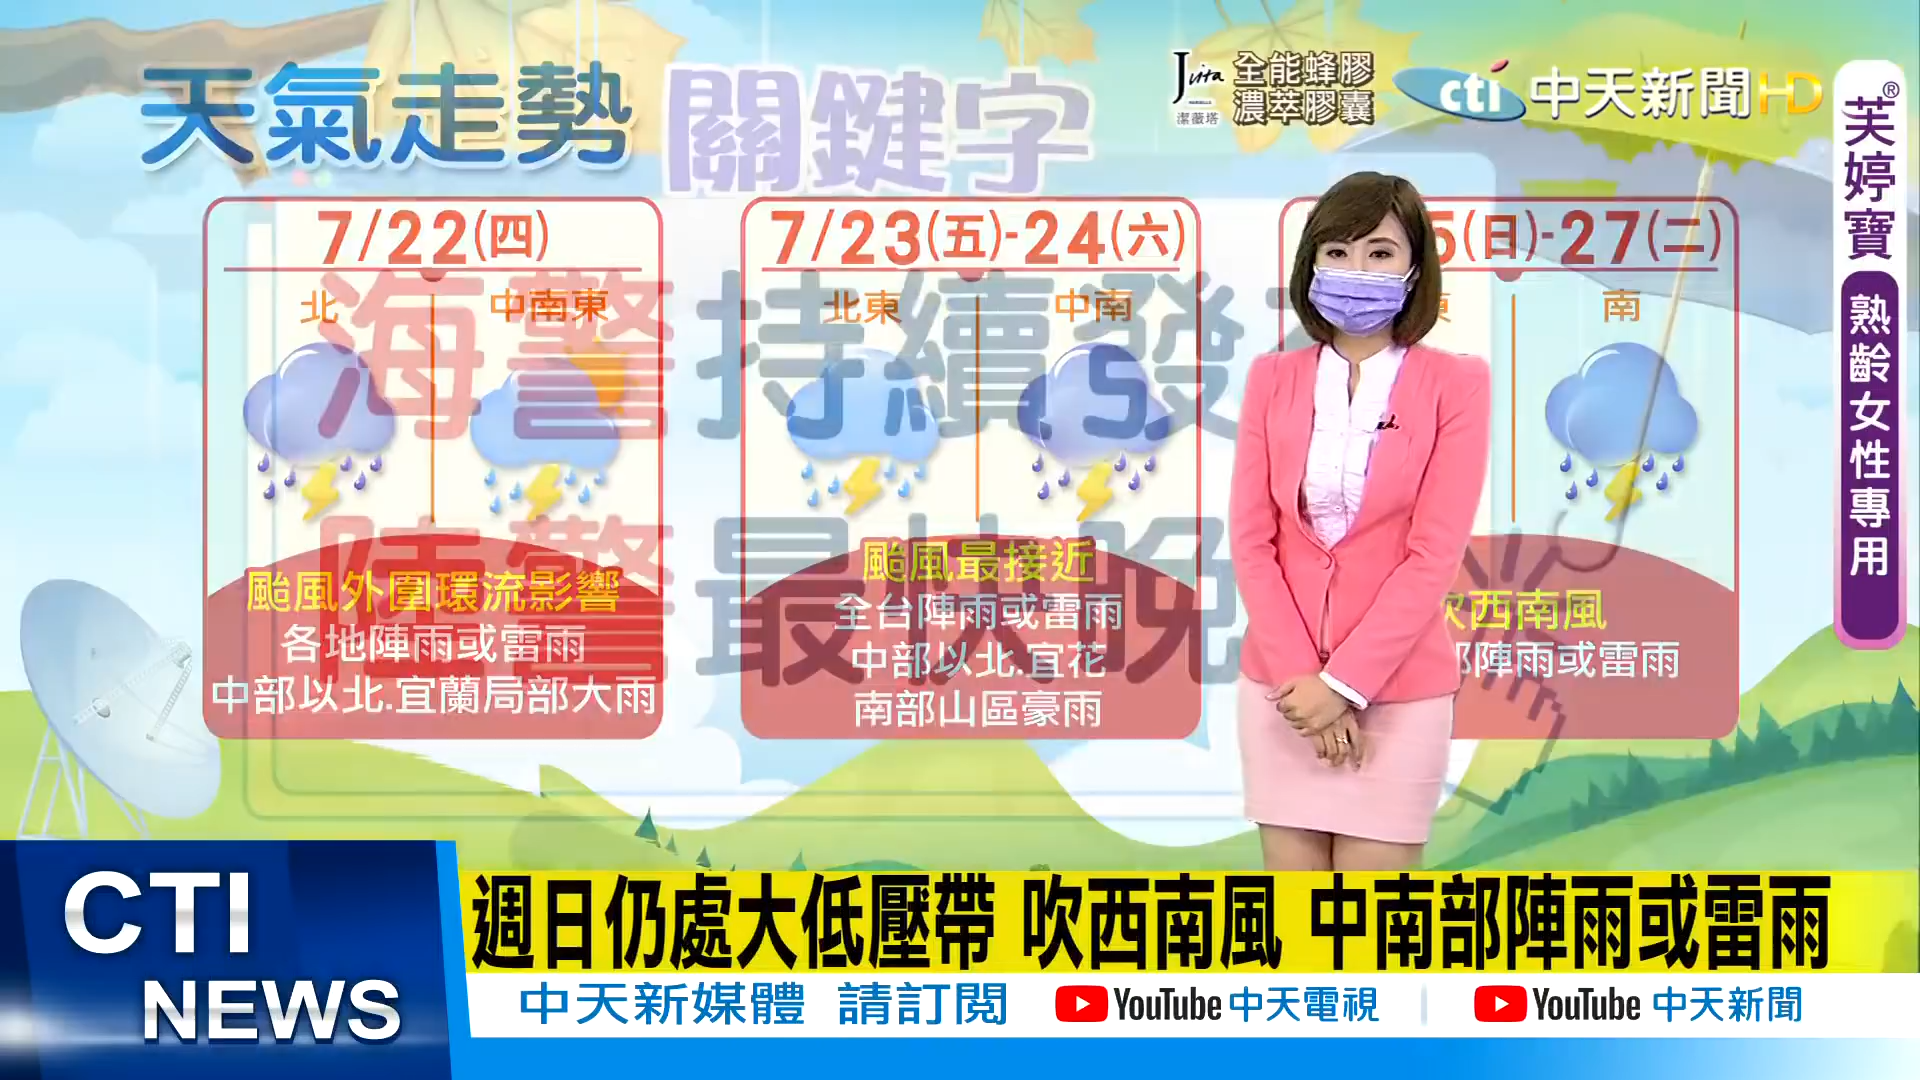 天氣走勢 關鍵字
Jvita
MARSEILLE
潔薇塔
全能蜂膠
濃萃膠囊
cti 中天新聞HD
芙婷寶®
熟齡女性專用
7/22(四)
北 中南東
颱風外圍環流影響
各地陣雨或雷雨
中部以北.宜蘭局部大雨
7/23(五)-24(六)
北東 中南
颱風最接近
全台陣雨或雷雨
中部以北.宜花
南部山區豪雨
5(日)-27(二)
南
吹西南風
部陣雨或雷雨
海警持續發
陸警最快晚
CTI
NEWS
週日仍處大低壓帶 吹西南風 中南部陣雨或雷雨
中天新媒體 請訂閱 YouTube 中天電視 | YouTube 中天新聞